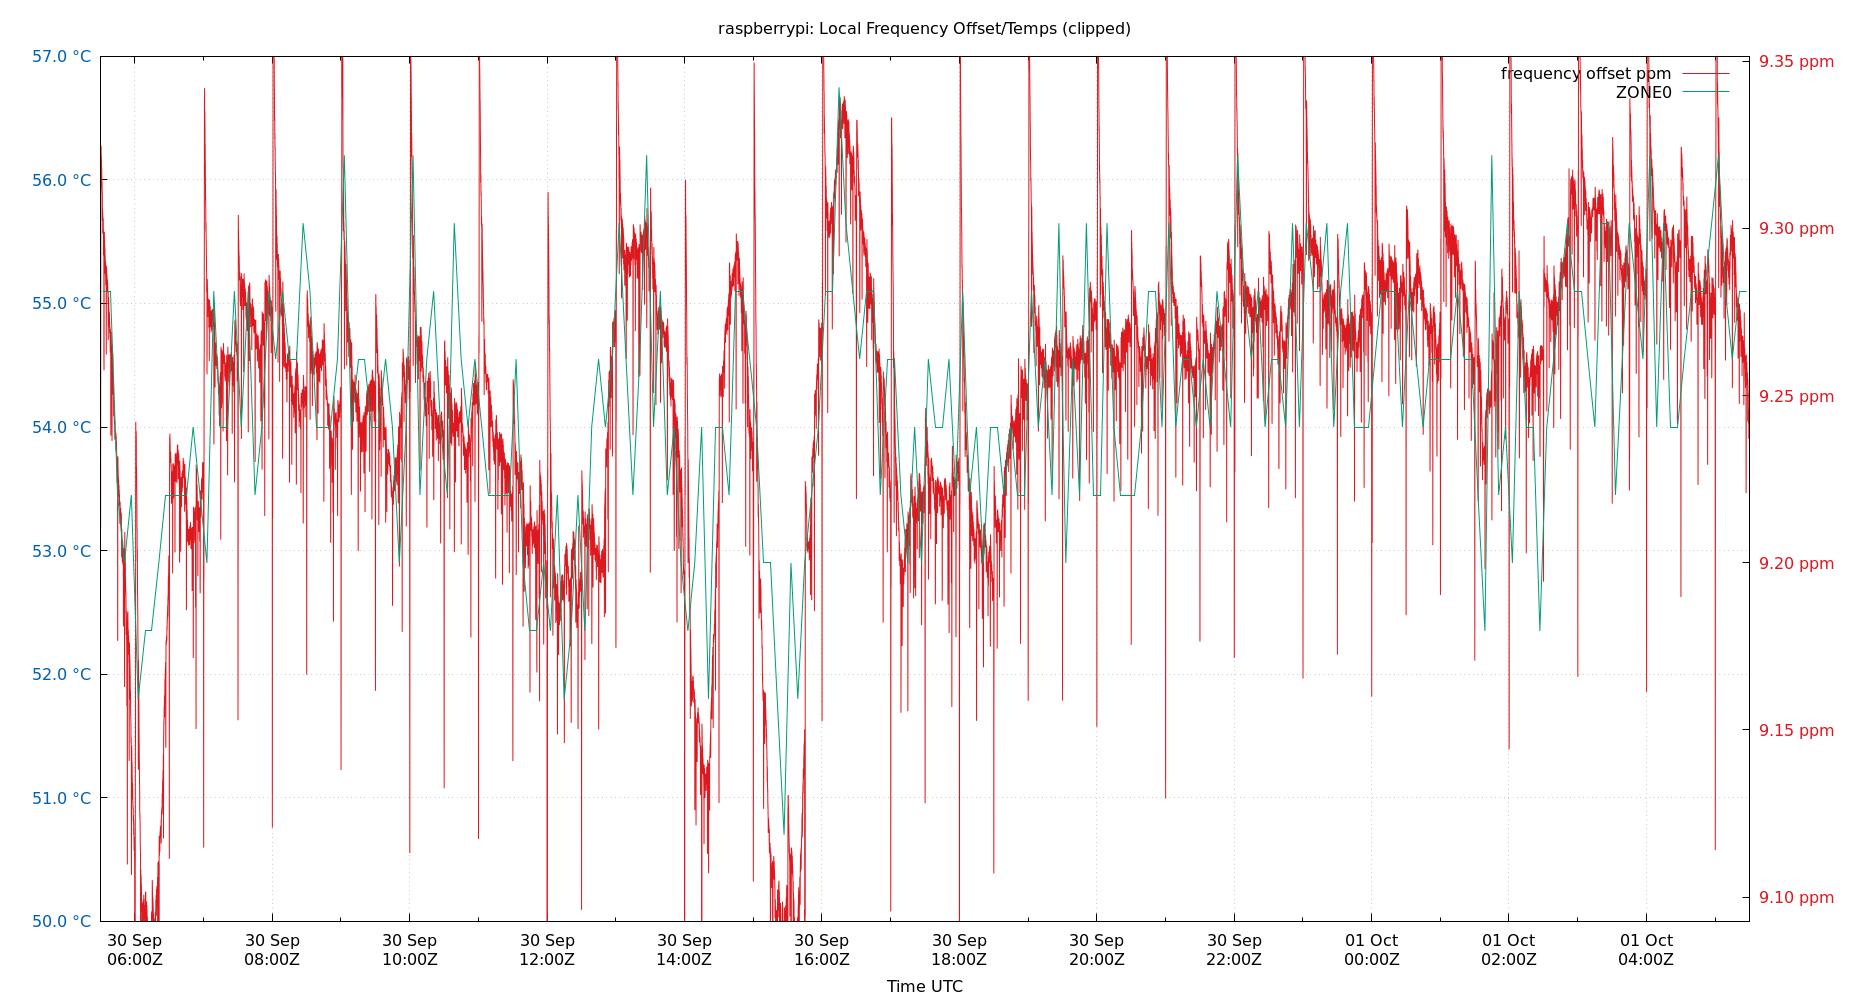 raspberrypi: Local Frequency Offset/Temps (clipped)
57.0 °C
56.0 °C
55.0 °C
54.0 °C
53.0 °C
52.0 °C
51.0 °C
50.0 °C
9.35 ppm
9.30 ppm
9.25 ppm
9.20 ppm
9.15 ppm
9.10 ppm
frequency offset ppm
ZONE0
30 Sep
06:00Z
30 Sep
08:00Z
30 Sep
10:00Z
30 Sep
12:00Z
30 Sep
14:00Z
30 Sep
16:00Z
30 Sep
18:00Z
30 Sep
20:00Z
30 Sep
22:00Z
01 Oct
00:00Z
01 Oct
02:00Z
01 Oct
04:00Z
Time UTC